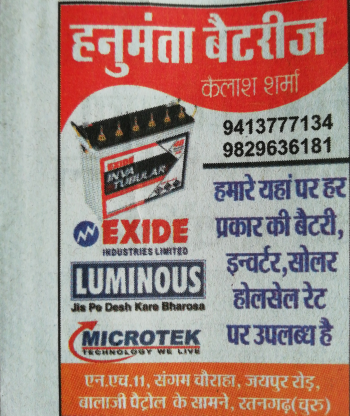 हनुमंता बैटरीज
कैलाश शर्मा
9413777134
9829636181
EXIDE
INVA
TUBULAR
हमारे यहां पर हर
प्रकार की बैटरी,
इन्वर्टर,सोलर
होलसेल रेट
पर उपलब्ध है
EXIDE
INDUSTRIES LIMITED
LUMINOUS
Jis Pe Desh Kare Bharosa
MICROTEK
TECHNOLOGY WE LIVE
एन.एच.11, संगम चौराहा, जयपुर रोड़,
बालाजी पैट्रोल के सामने, रतनगढ़(चुरु)